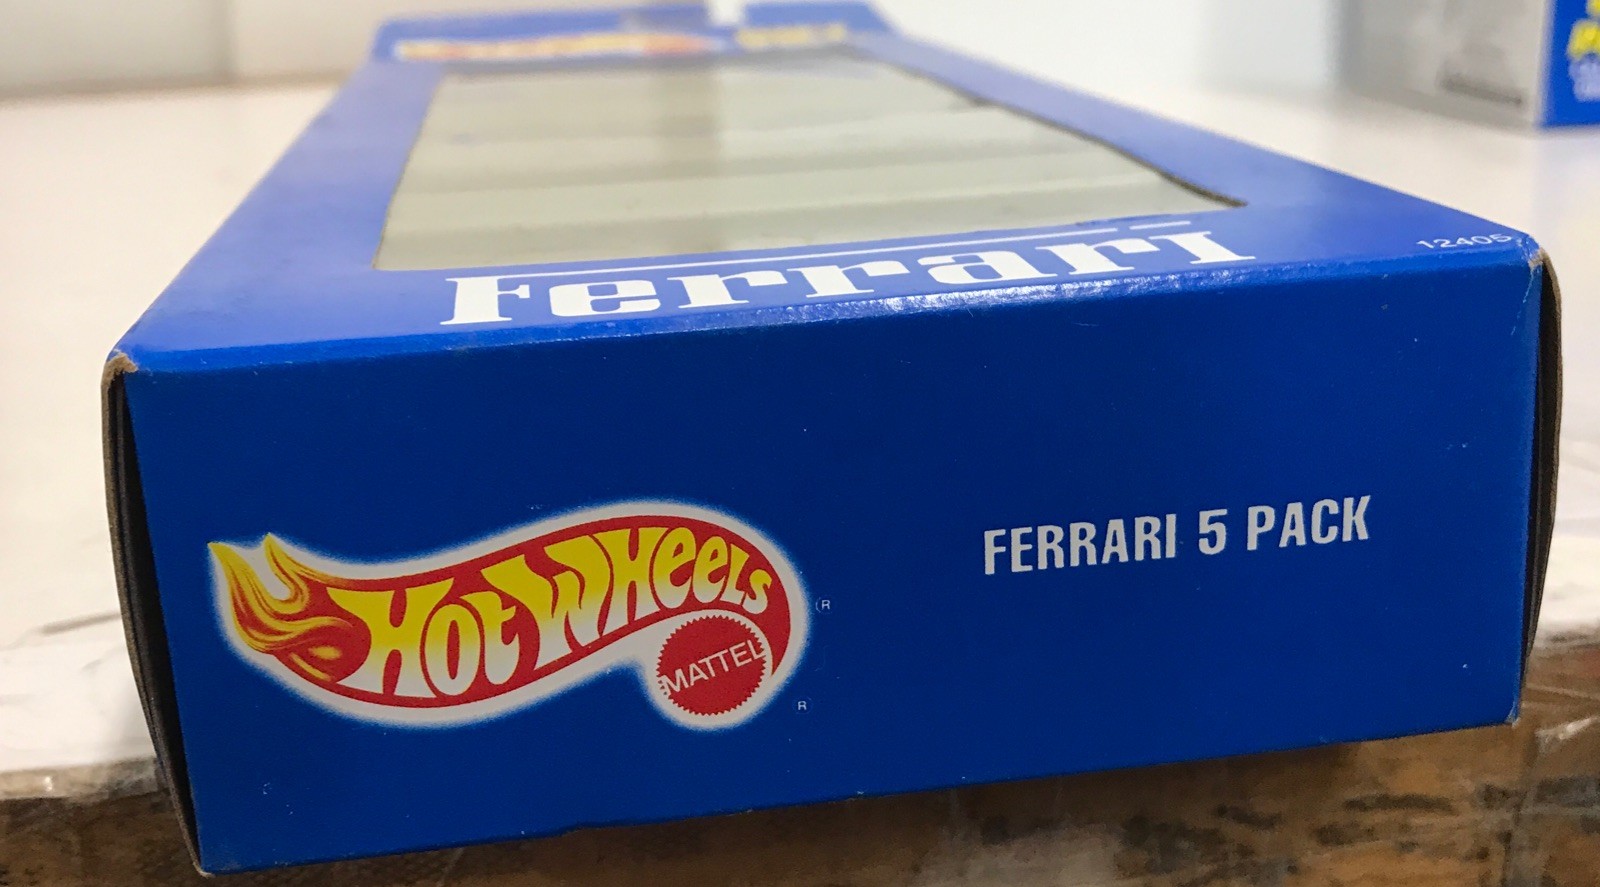 Ferrari
12405
HOT WHEELS
®
MATTEL
®
FERRARI 5 PACK